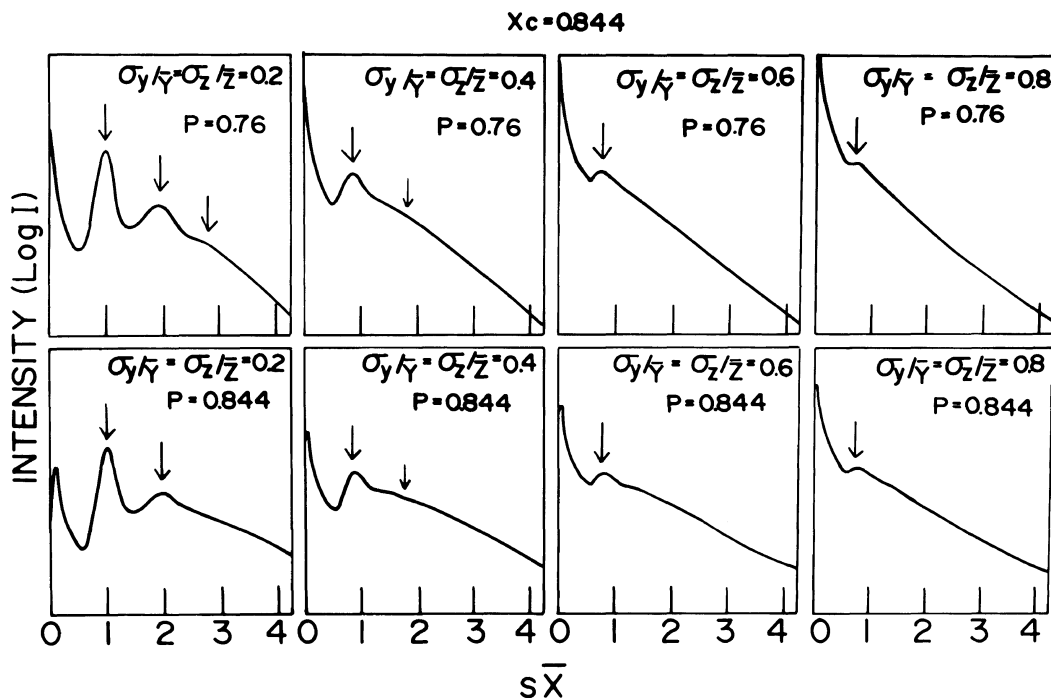 Xc=0.844
σy/Ȳ=σz/Z̄=0.2
P=0.76
σy/Ȳ=σz/Z̄=0.4
P=0.76
σy/Ȳ=σz/Z̄=0.6
P=0.76
σy/Ȳ = σz/Z̄=0.8
P=0.76
INTENSITY (Log I)
σy/Ȳ=σz/Z̄=0.2
P=0.844
σy/Ȳ=σz/Z̄=0.4
P=0.844
σy/Ȳ=σz/Z̄=0.6
P=0.844
σy/Ȳ=σz/Z̄=0.8
P=0.844
0 1 2 3 4
0 1 2 3 4
0 1 2 3 4
0 1 2 3 4
sX̄